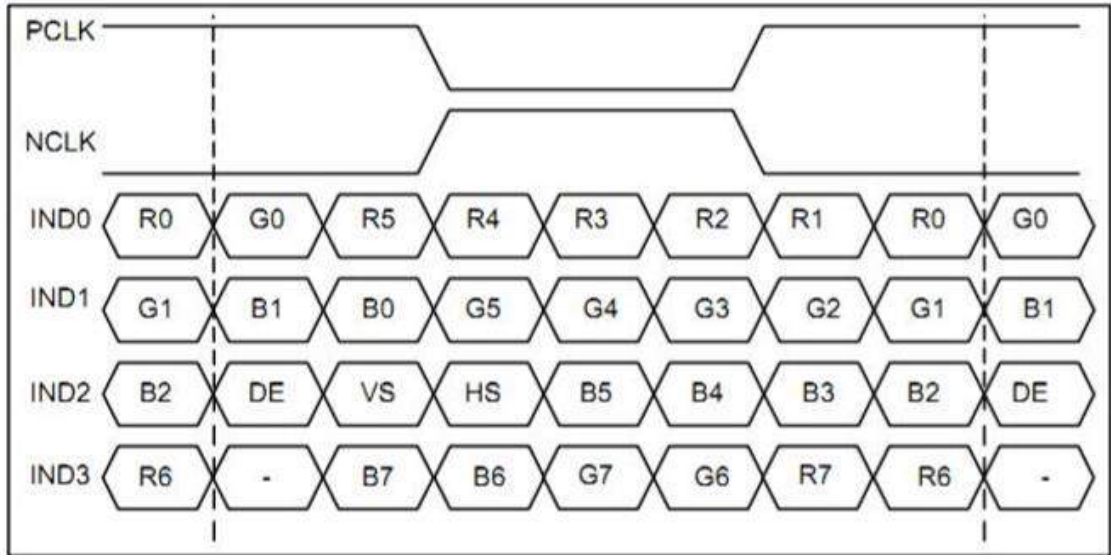 PCLK
NCLK
IND0 R0 G0 R5 R4 R3 R2 R1 R0 G0
IND1 G1 B1 B0 G5 G4 G3 G2 G1 B1
IND2 B2 DE VS HS B5 B4 B3 B2 DE
IND3 R6 - B7 B6 G7 G6 R7 R6 -